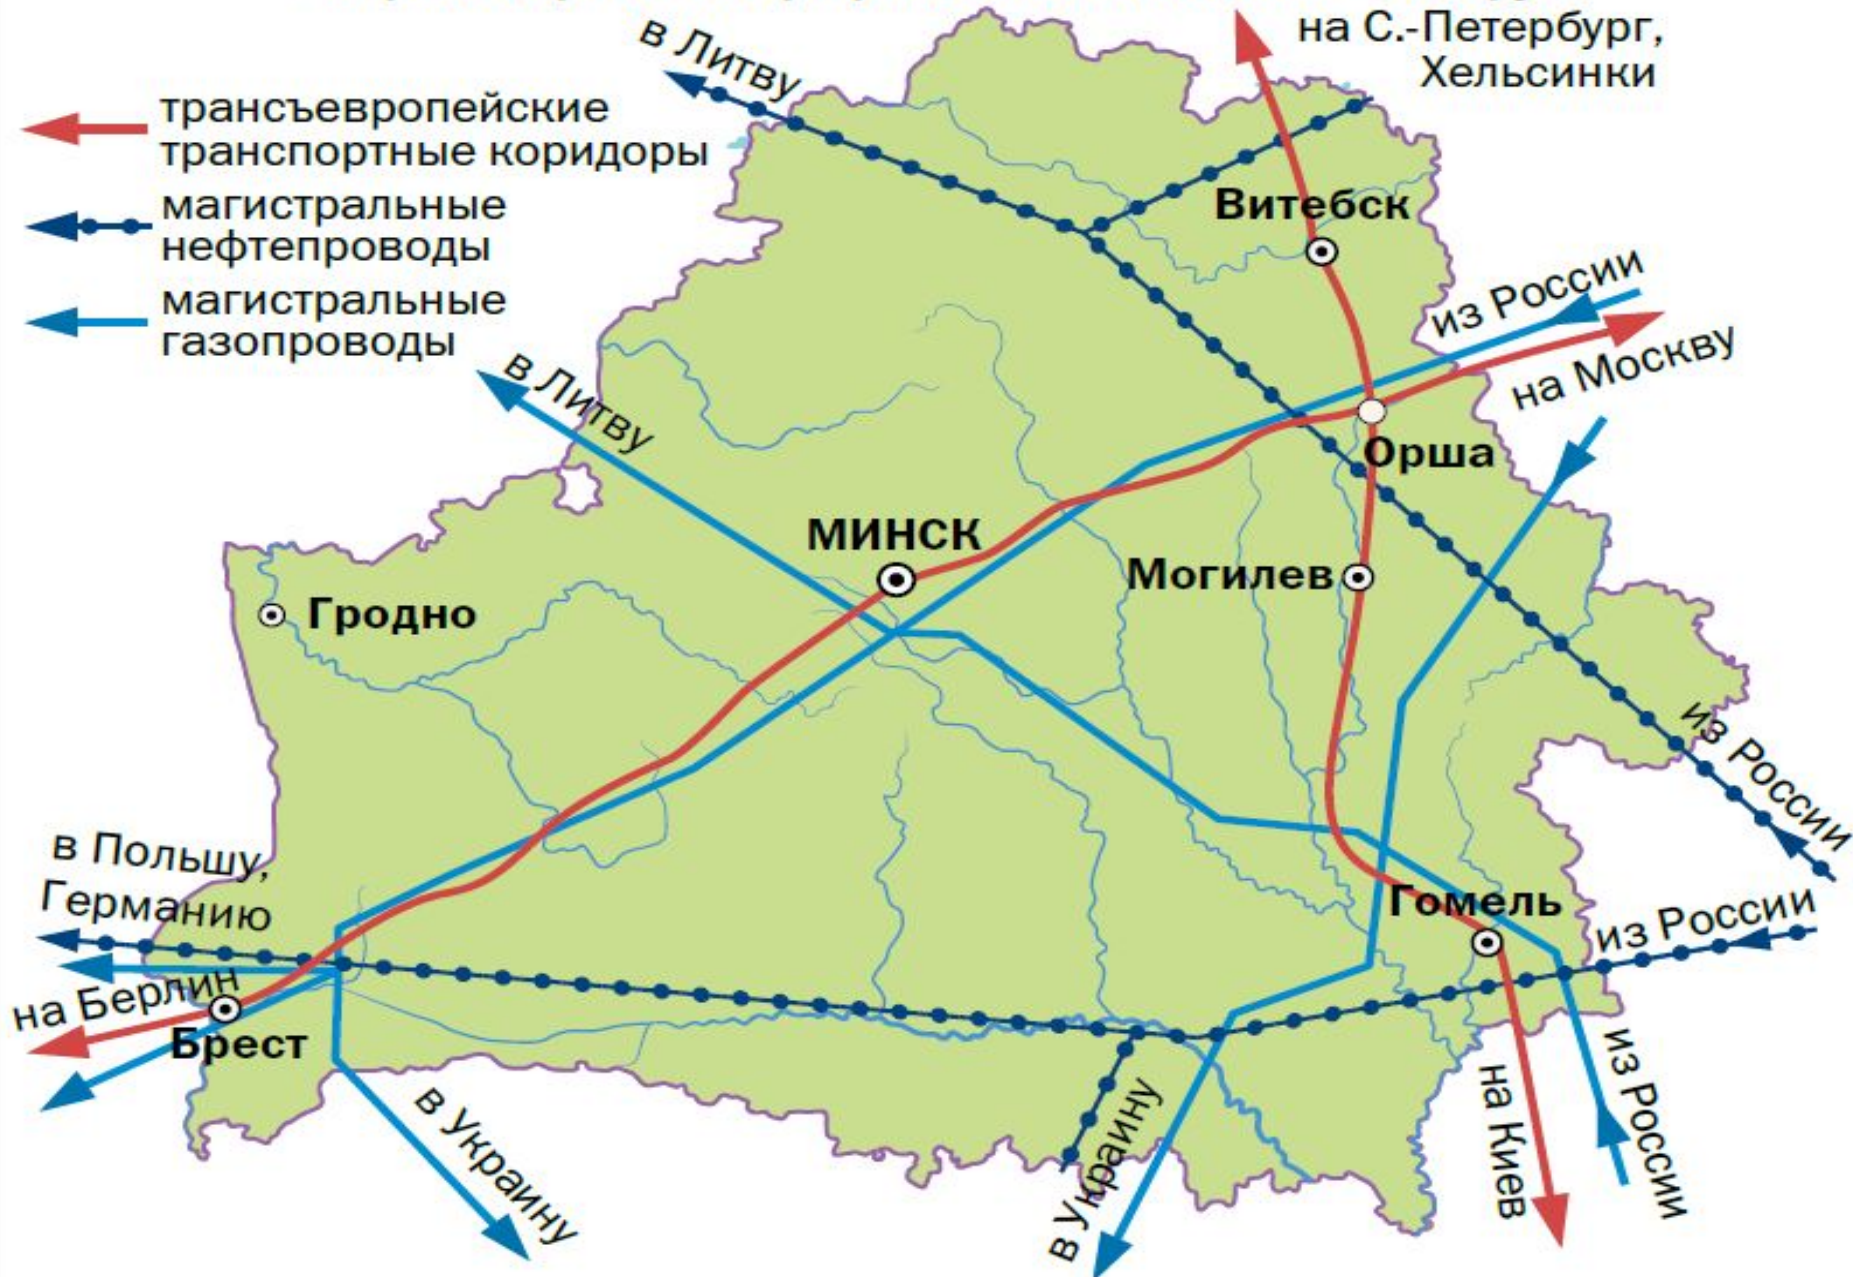 на С.-Петербург,
Хельсинки
в Литву
трансъевропейские
транспортные коридоры
магистральные
нефтепроводы
магистральные
газопроводы
Витебск
из России
на Москву
в Литву
Орша
МИНСК
Могилев
Гродно
из России
в Польшу,
Германию
Гомель
из России
на Берлин
Брест
в Украину
в Украину
на Киев
из России